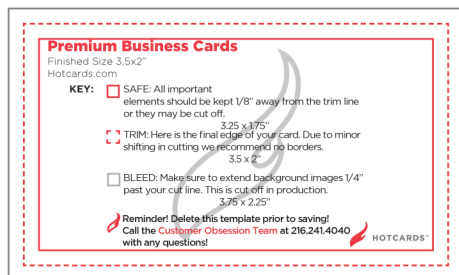 Premium Business Cards
Finished Size 3.5x2"
Hotcards.com
KEY: SAFE: All important
elements should be kept 1/8" away from the trim line
or they may be cut off.
3.25 x 1.75"
TRIM: Here is the final edge of your card. Due to minor
shifting in cutting we recommend no borders.
3.5 x 2"
BLEED: Make sure to extend background images 1/4"
past your cut line. This is cut off in production.
3.75 x 2.25"
Reminder! Delete this template prior to saving!
Call the Customer Obsession Team at 216.241.4040
with any questions!
HOTCARDS™